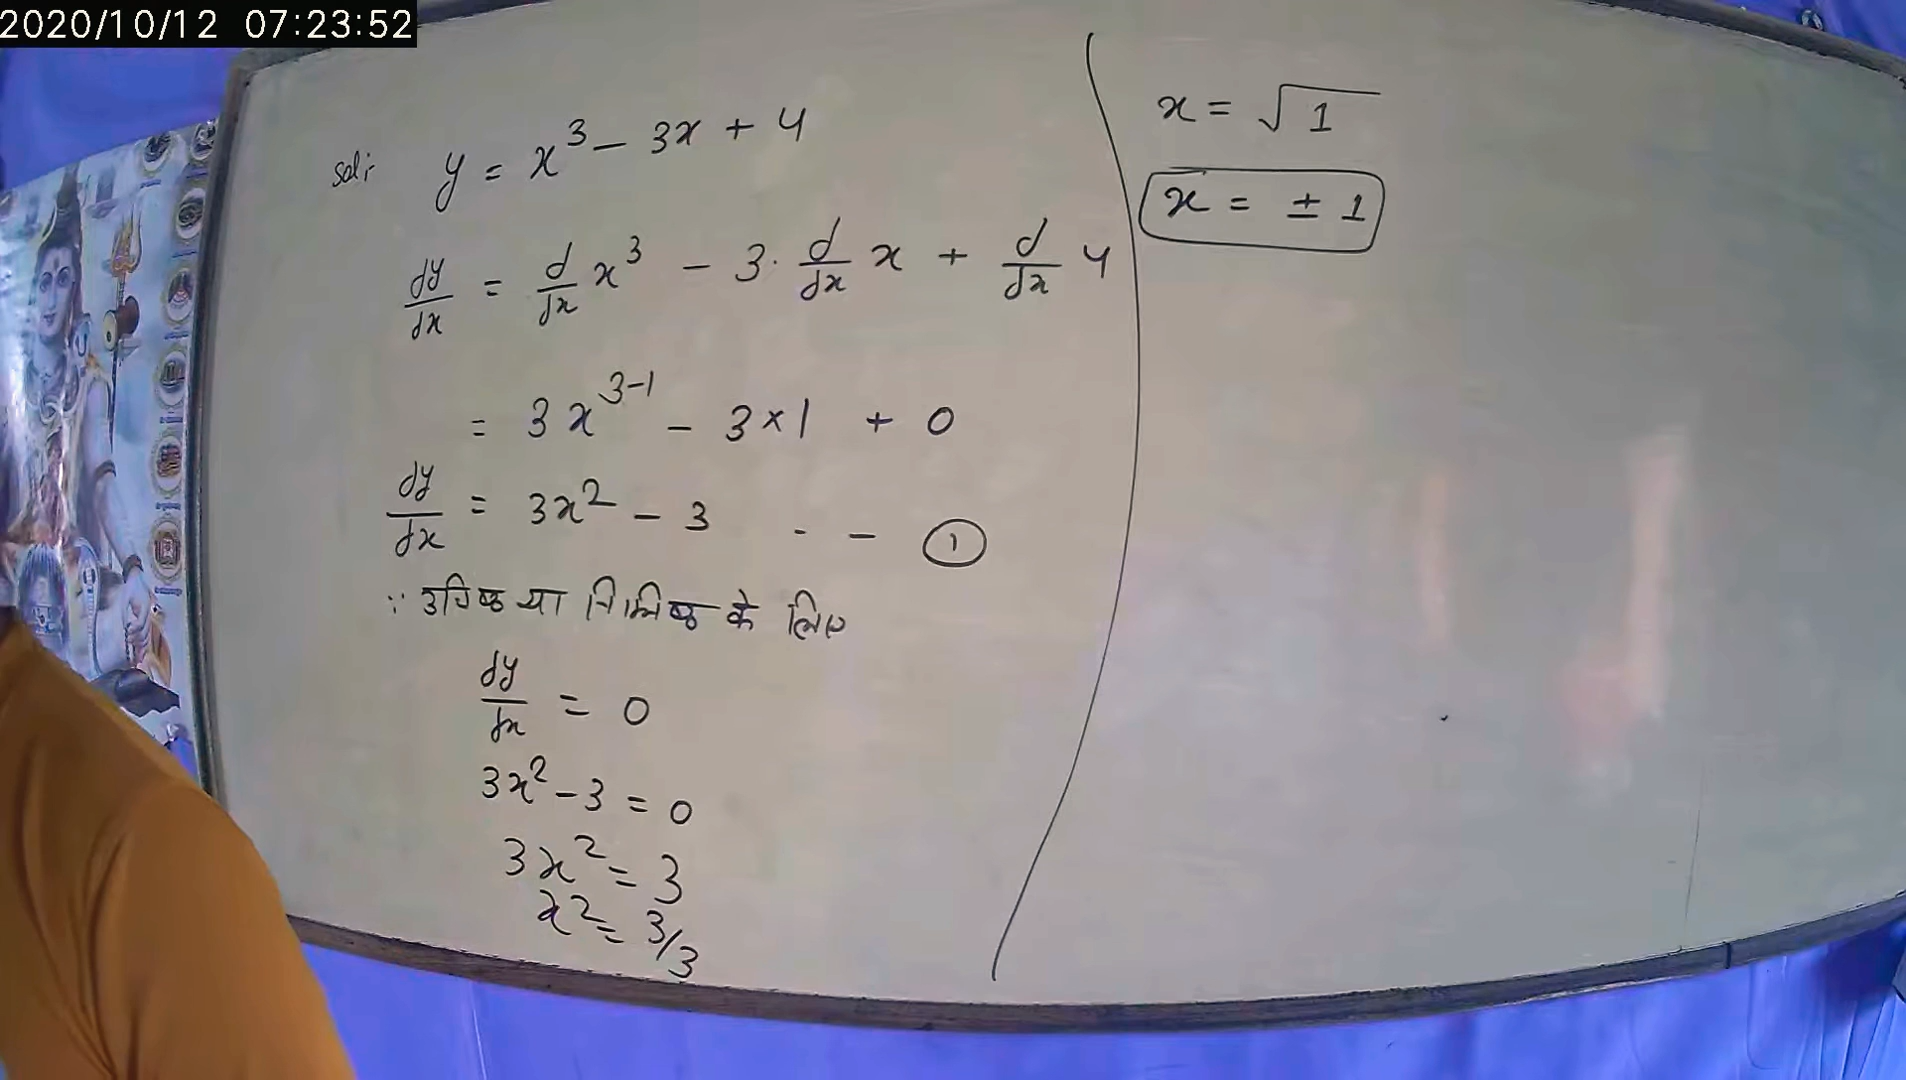 2020/10/12 07:23:52
sol:-
y = x³ - 3x + 4
dy/dx = d/dx x³ - 3. d/dx x + d/dx 4
= 3x³⁻¹ - 3×1 + 0
dy/dx = 3x² - 3 - - ①
∵ उच्चिष्ठ या निम्निष्ठ के लिए
dy/dx = 0
3x² - 3 = 0
3x² = 3
x² = 3/3
x = √1
x = ± 1